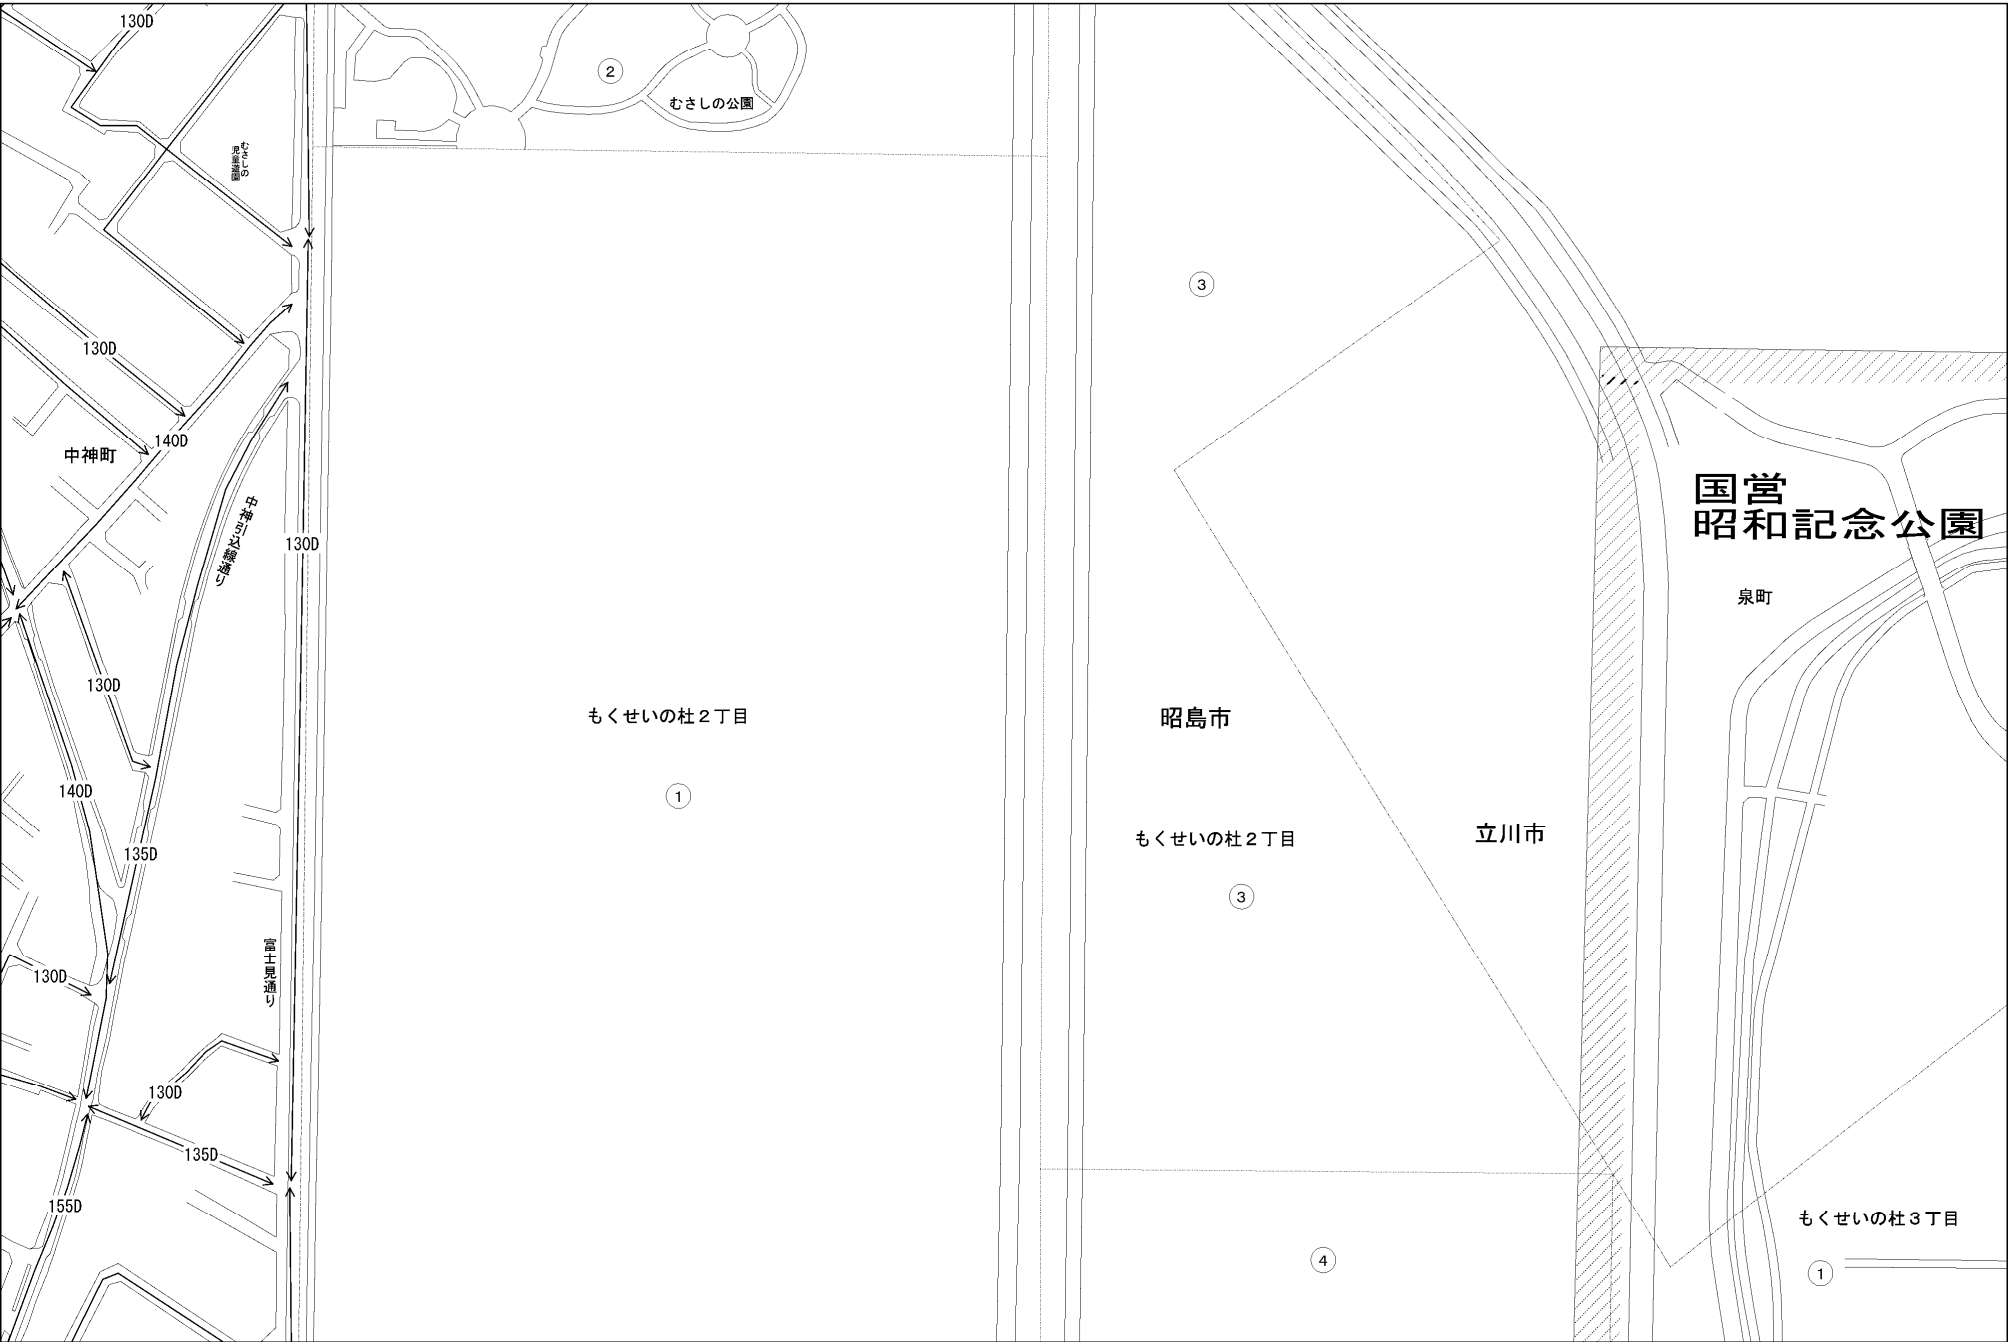 130D
②
むさしの公園
むさしの
児童遊園
③
130D
140D
中神町
国営
昭和記念公園
中神引込線通り
130D
泉町
130D
もくせいの杜２丁目
昭島市
140D
①
立川市
もくせいの杜２丁目
135D
③
富士見通り
130D
130D
135D
155D
もくせいの杜３丁目
④
①